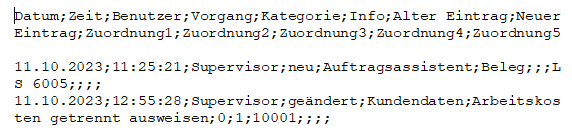 Datum;Zeit;Benutzer;Vorgang;Kategorie;Info;Alter Eintrag;Neuer
Eintrag;Zuordnung1;Zuordnung2;Zuordnung3;Zuordnung4;Zuordnung5

11.10.2023;11:25:21;Supervisor;neu;Auftragsassistent;Beleg;;;L
S 6005;;;;
11.10.2023;12:55:28;Supervisor;geändert;Kundendaten;Arbeitskos
ten getrennt ausweisen;0;1;10001;;;;